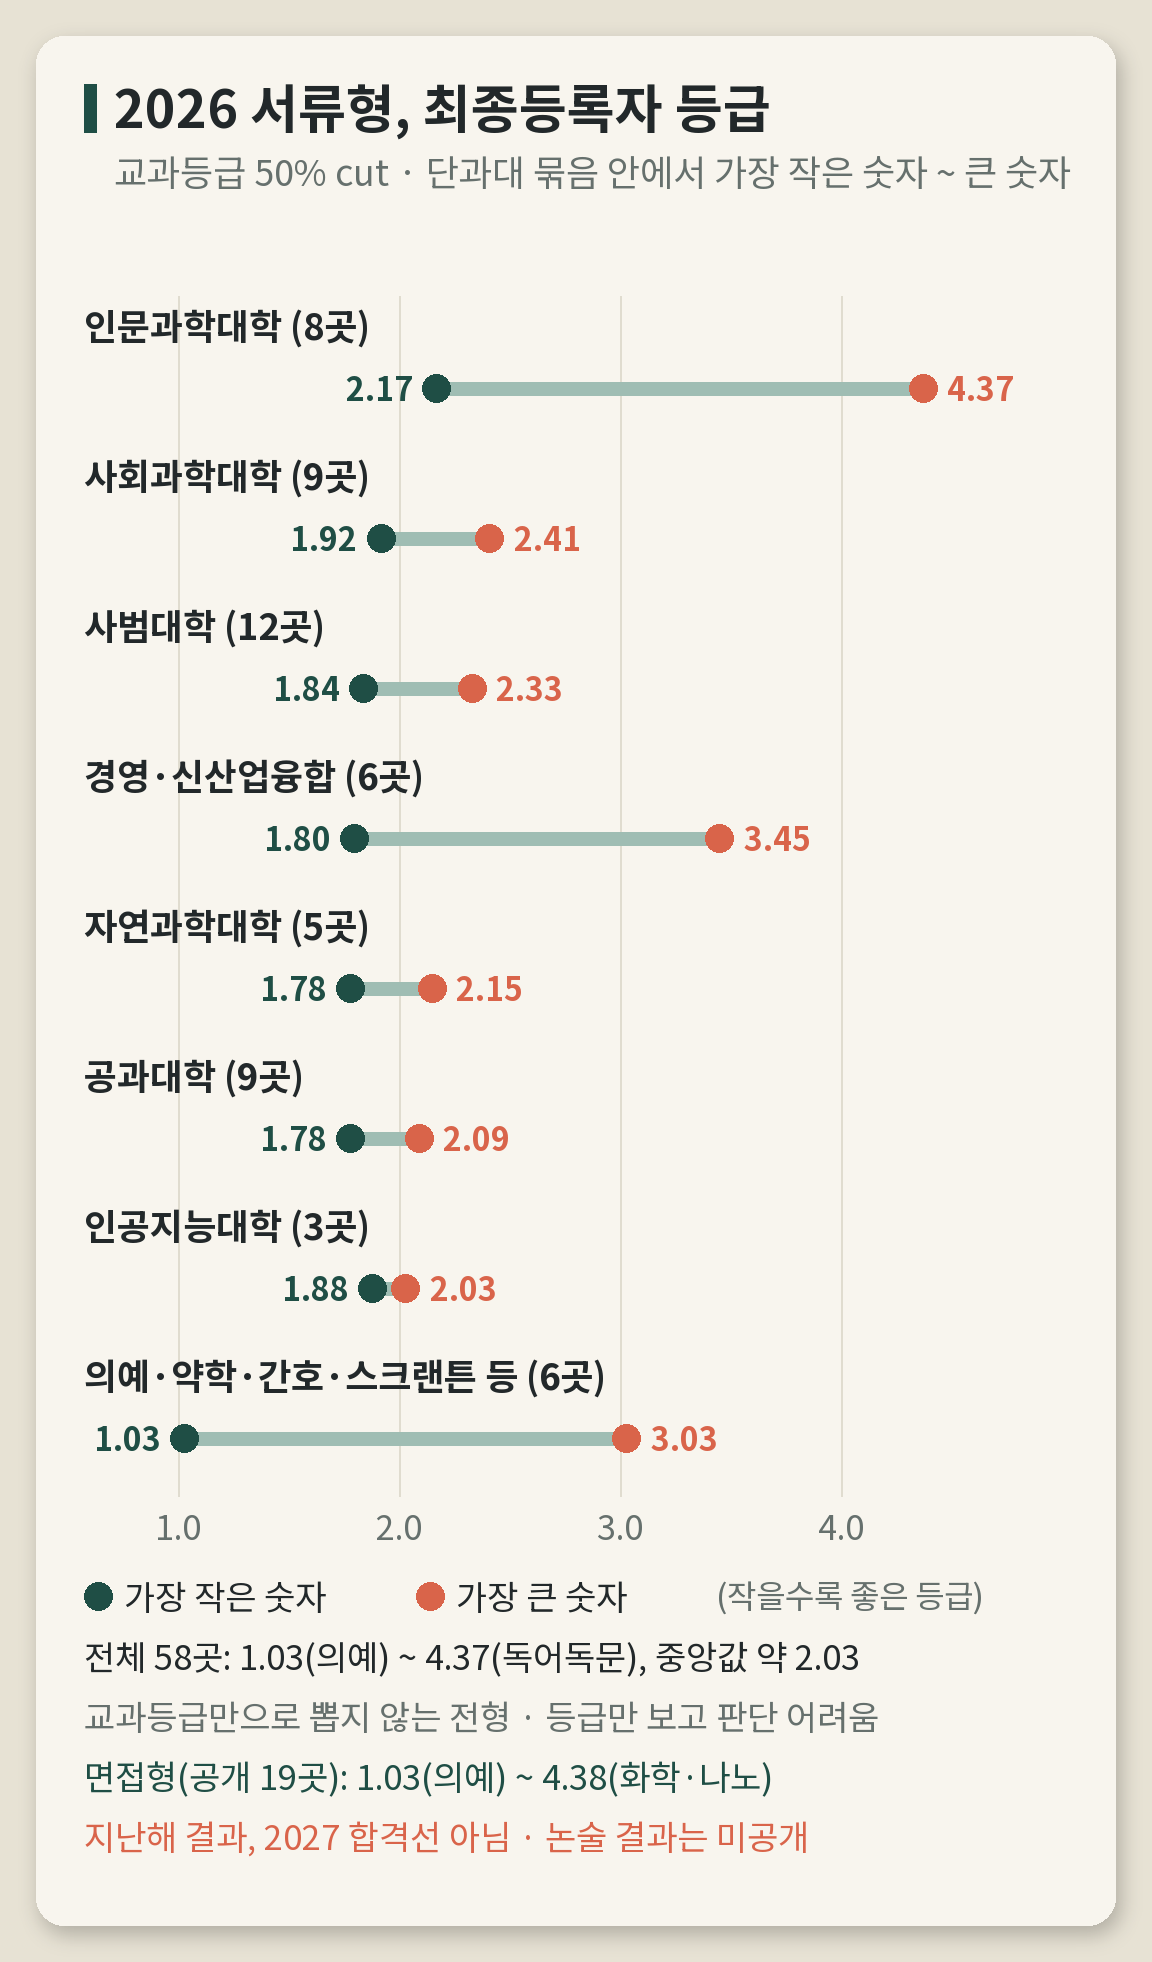 2026 서류형, 최종등록자 등급
교과등급 50% cut · 단과대 묶음 안에서 가장 작은 숫자 ~ 큰 숫자
인문과학대학 (8곳)
2.17 4.37
사회과학대학 (9곳)
1.92 2.41
사범대학 (12곳)
1.84 2.33
경영·신산업융합 (6곳)
1.80 3.45
자연과학대학 (5곳)
1.78 2.15
공과대학 (9곳)
1.78 2.09
인공지능대학 (3곳)
1.88 2.03
의예·약학·간호·스크랜튼 등 (6곳)
1.03 3.03
1.0 2.0 3.0 4.0
가장 작은 숫자 가장 큰 숫자 (작을수록 좋은 등급)
전체 58곳: 1.03(의예) ~ 4.37(독어독문), 중앙값 약 2.03
교과등급만으로 뽑지 않는 전형 · 등급만 보고 판단 어려움
면접형(공개 19곳): 1.03(의예) ~ 4.38(화학·나노)
지난해 결과, 2027 합격선 아님 · 논술 결과는 미공개